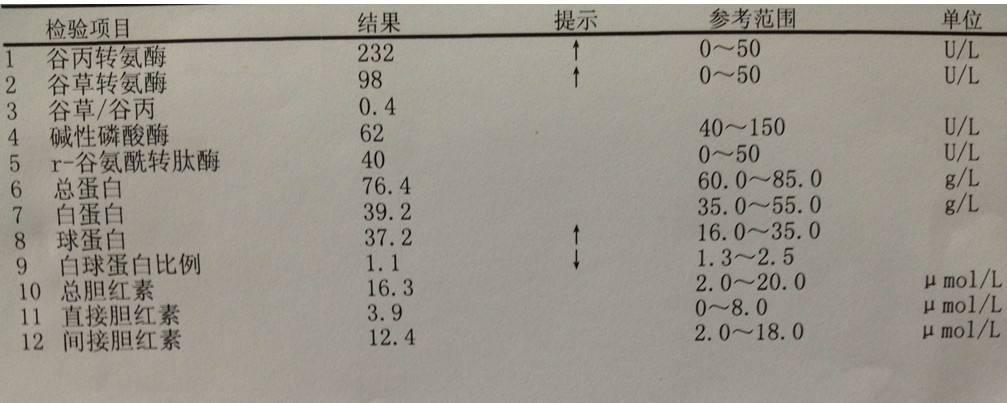 检验项目 结果 提示 参考范围 单位
1 谷丙转氨酶 232 ↑ 0～50 U/L
2 谷草转氨酶 98 ↑ 0～50 U/L
3 谷草/谷丙 0.4
4 碱性磷酸酶 62 40～150 U/L
5 r-谷氨酰转肽酶 40 0～50 U/L
6 总蛋白 76.4 60.0～85.0 g/L
7 白蛋白 39.2 35.0～55.0 g/L
8 球蛋白 37.2 ↑ 16.0～35.0
9 白球蛋白比例 1.1 ↓ 1.3～2.5
10 总胆红素 16.3 2.0～20.0 μmol/L
11 直接胆红素 3.9 0～8.0 μmol/L
12 间接胆红素 12.4 2.0～18.0 μmol/L